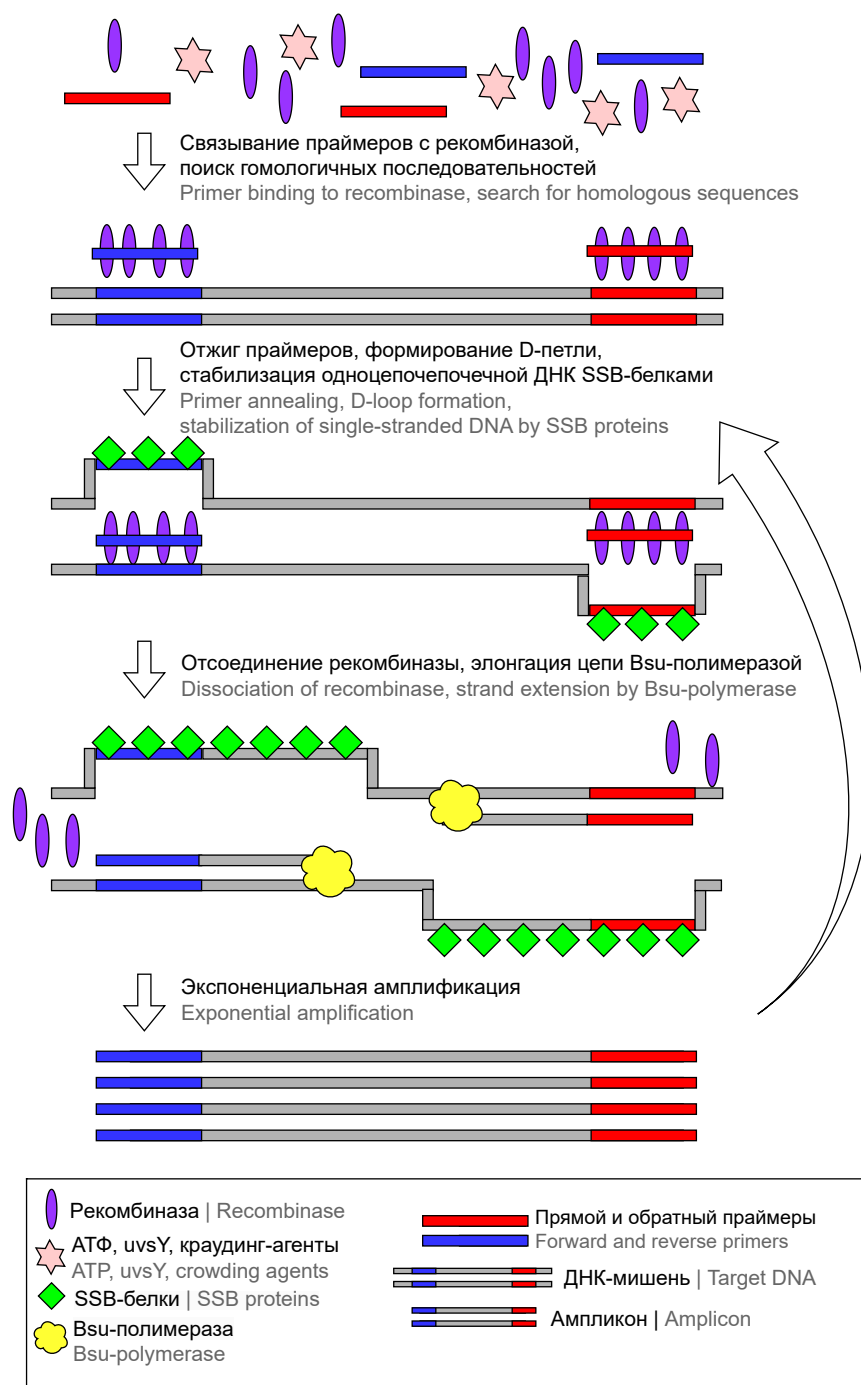 Связывание праймеров с рекомбиназой,
поиск гомологичных последовательностей
Primer binding to recombinase, search for homologous sequences
Отжиг праймеров, формирование D-петли,
стабилизация одноцепочепочечной ДНК SSB-белками
Primer annealing, D-loop formation,
stabilization of single-stranded DNA by SSB proteins
Отсоединение рекомбиназы, элонгация цепи Bsu-полимеразой
Dissociation of recombinase, strand extension by Bsu-polymerase
Экспоненциальная амплификация
Exponential amplification
Рекомбиназа | Recombinase
АТФ, uvsY, краудинг-агенты
ATP, uvsY, crowding agents
SSB-белки | SSB proteins
Bsu-полимераза
Bsu-polymerase
Прямой и обратный праймеры
Forward and reverse primers
ДНК-мишень | Target DNA
Ампликон | Amplicon